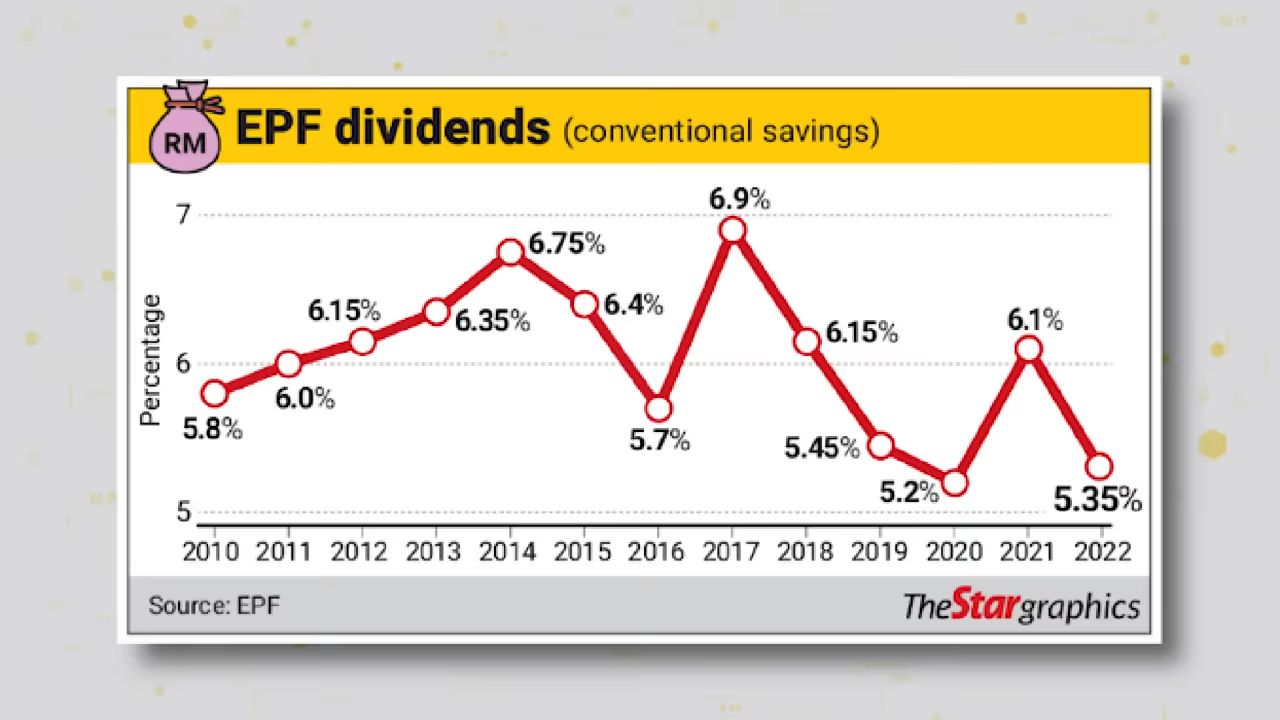 RM
EPF dividends (conventional savings)
Percentage
7
6
5
5.8%
6.0%
6.15%
6.35%
6.75%
6.4%
5.7%
6.9%
6.15%
5.45%
5.2%
6.1%
5.35%
2010 2011 2012 2013 2014 2015 2016 2017 2018 2019 2020 2021 2022
Source: EPF
TheStargraphics